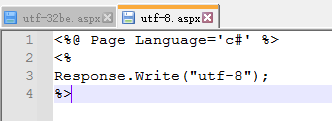 utf-32be.aspx utf-8.aspx
1 <%@ Page Language='c#' %>
2 <%
3 Response.Write("utf-8");
4 %>